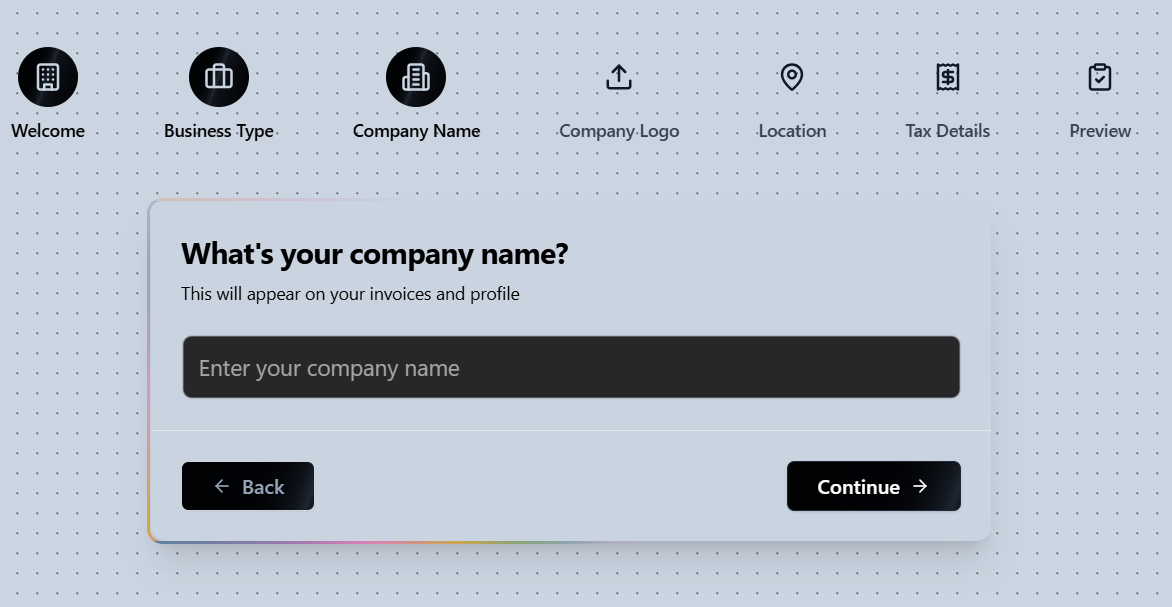 Welcome
Business Type
Company Name
Company Logo
Location
Tax Details
Preview
What's your company name?
This will appear on your invoices and profile
Enter your company name
Back
Continue